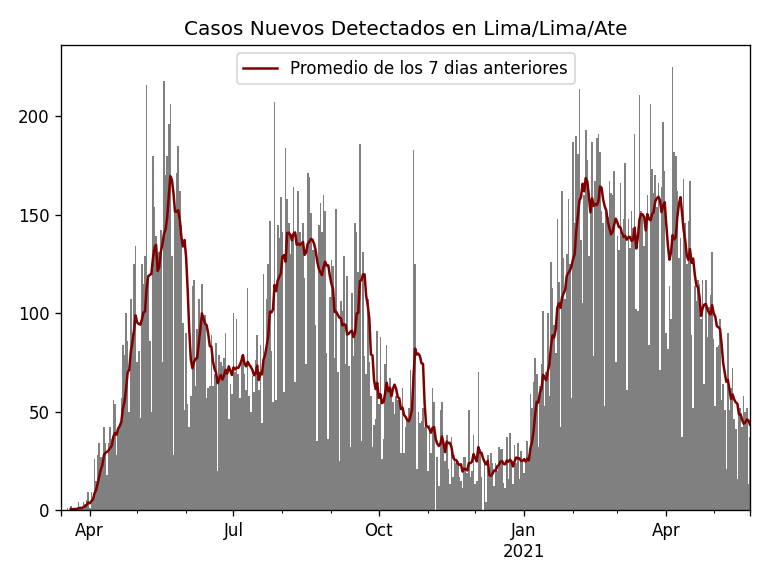 Casos Nuevos Detectados en Lima/Lima/Ate
Promedio de los 7 dias anteriores
200
150
100
50
0
Apr
Jul
Oct
Jan
2021
Apr